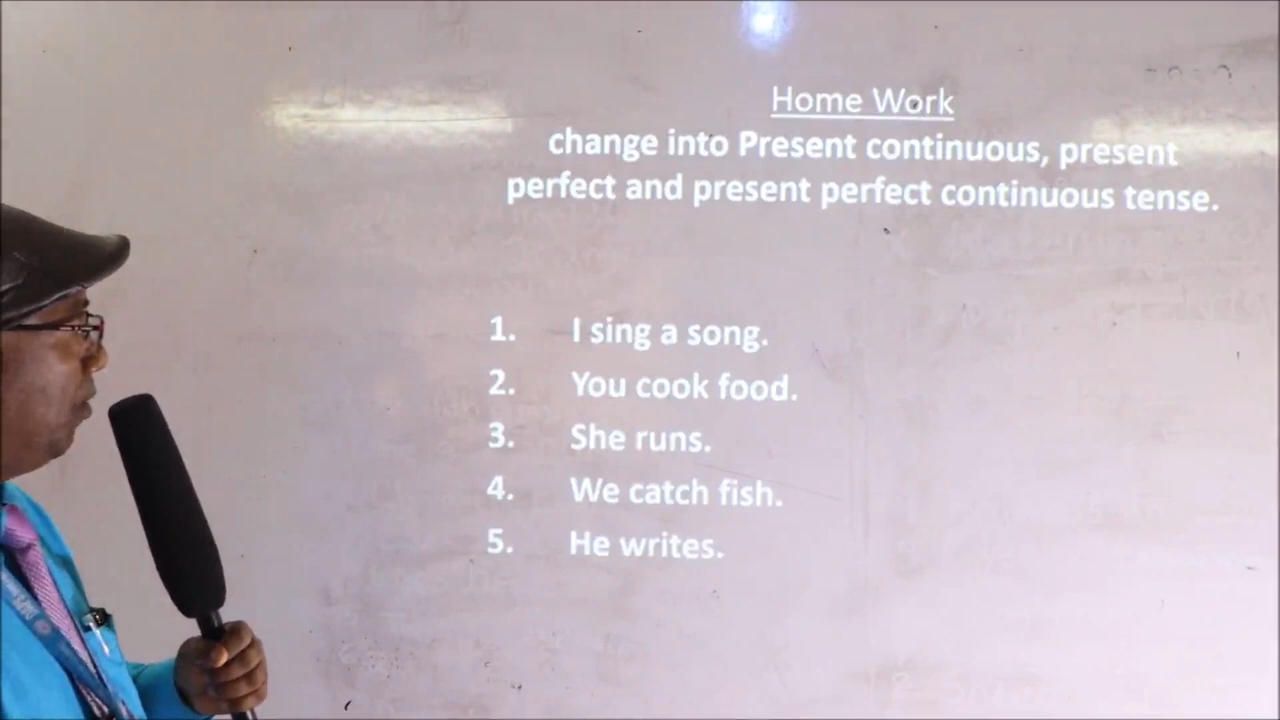 Home Work
change into Present continuous, present
perfect and present perfect continuous tense.
1. I sing a song.
2. You cook food.
3. She runs.
4. We catch fish.
5. He writes.